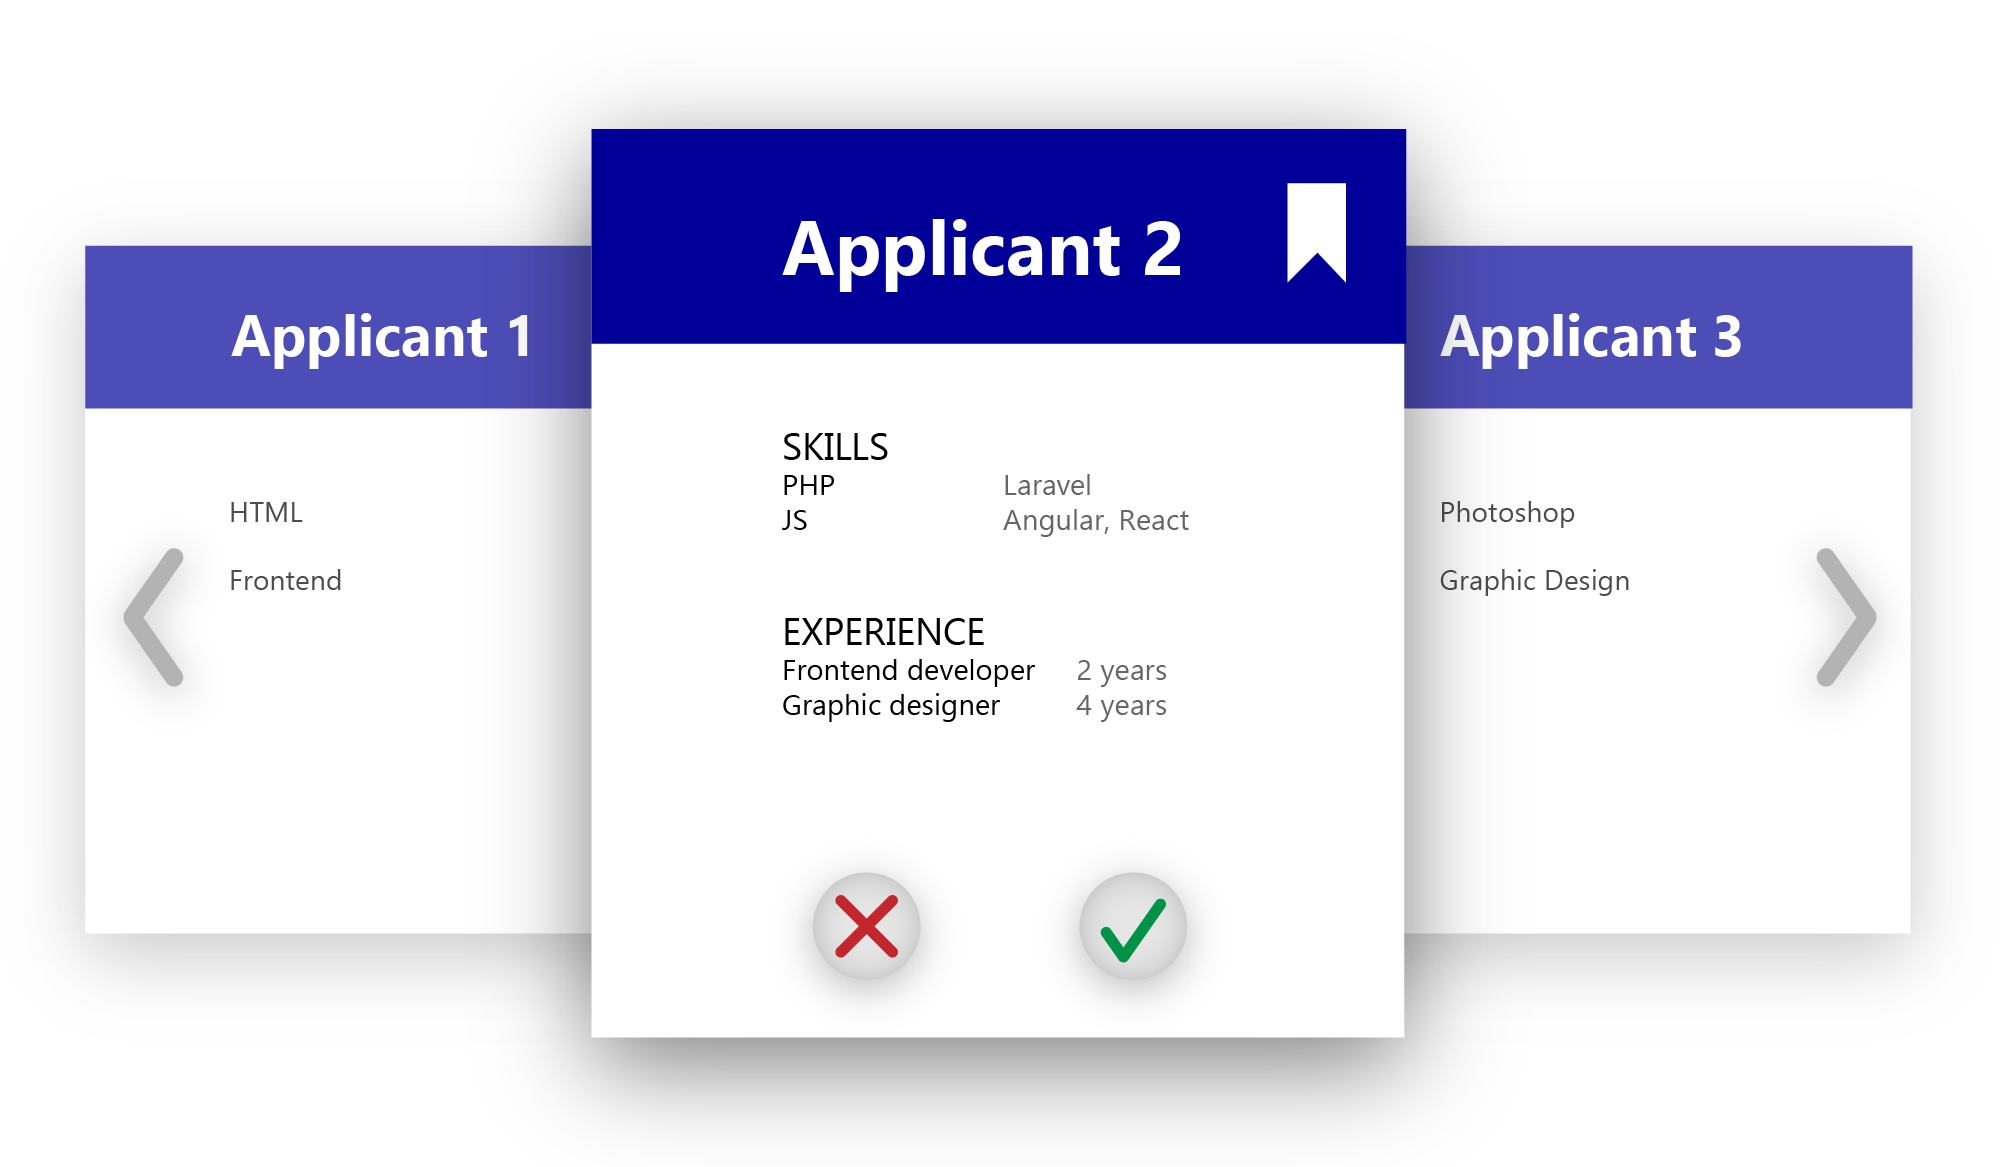 Applicant 1
HTML
Frontend
Applicant 2
SKILLS
PHP Laravel
JS Angular, React
EXPERIENCE
Frontend developer 2 years
Graphic designer 4 years
Applicant 3
Photoshop
Graphic Design